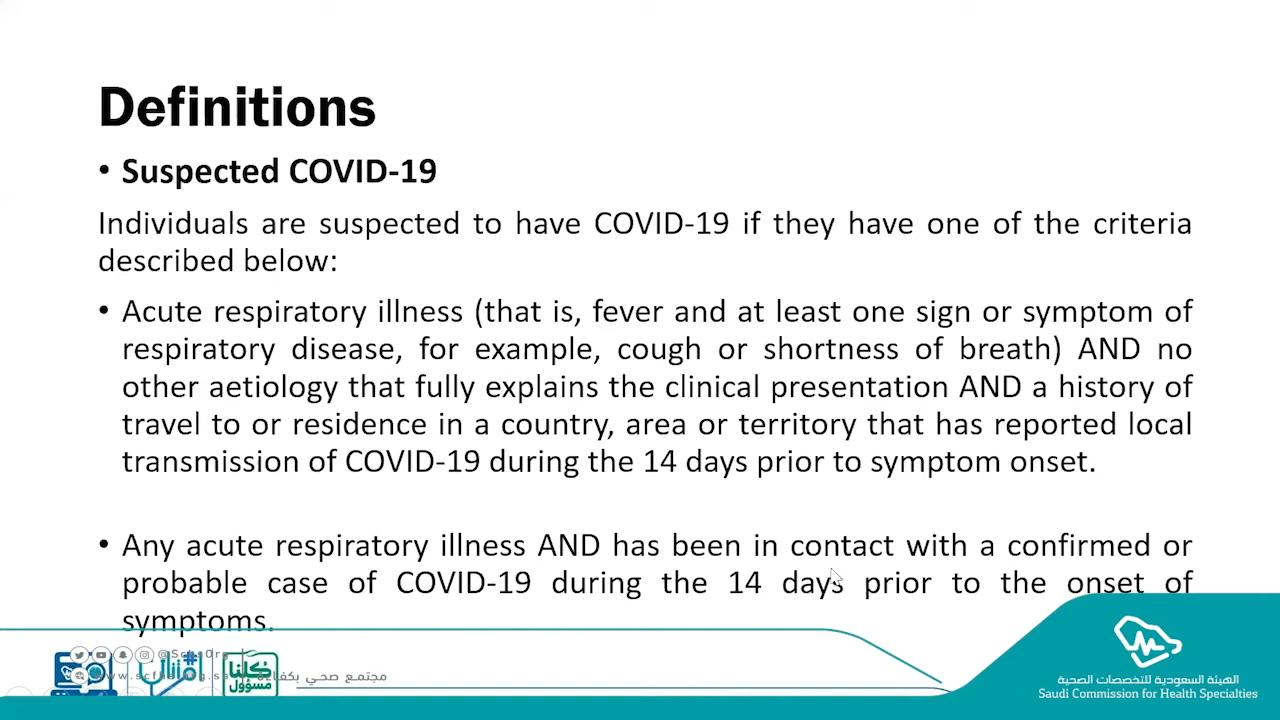 Definitions
• Suspected COVID-19
Individuals are suspected to have COVID-19 if they have one of the criteria
described below:
• Acute respiratory illness (that is, fever and at least one sign or symptom of
respiratory disease, for example, cough or shortness of breath) AND no
other aetiology that fully explains the clinical presentation AND a history of
travel to or residence in a country, area or territory that has reported local
transmission of COVID-19 during the 14 days prior to symptom onset.
• Any acute respiratory illness AND has been in contact with a confirmed or
probable case of COVID-19 during the 14 days prior to the onset of
symptoms.
كلنا
مسؤول
مجتمع صحي
الهيئة السعودية للتخصصات الصحية
Saudi Commission for Health Specialties